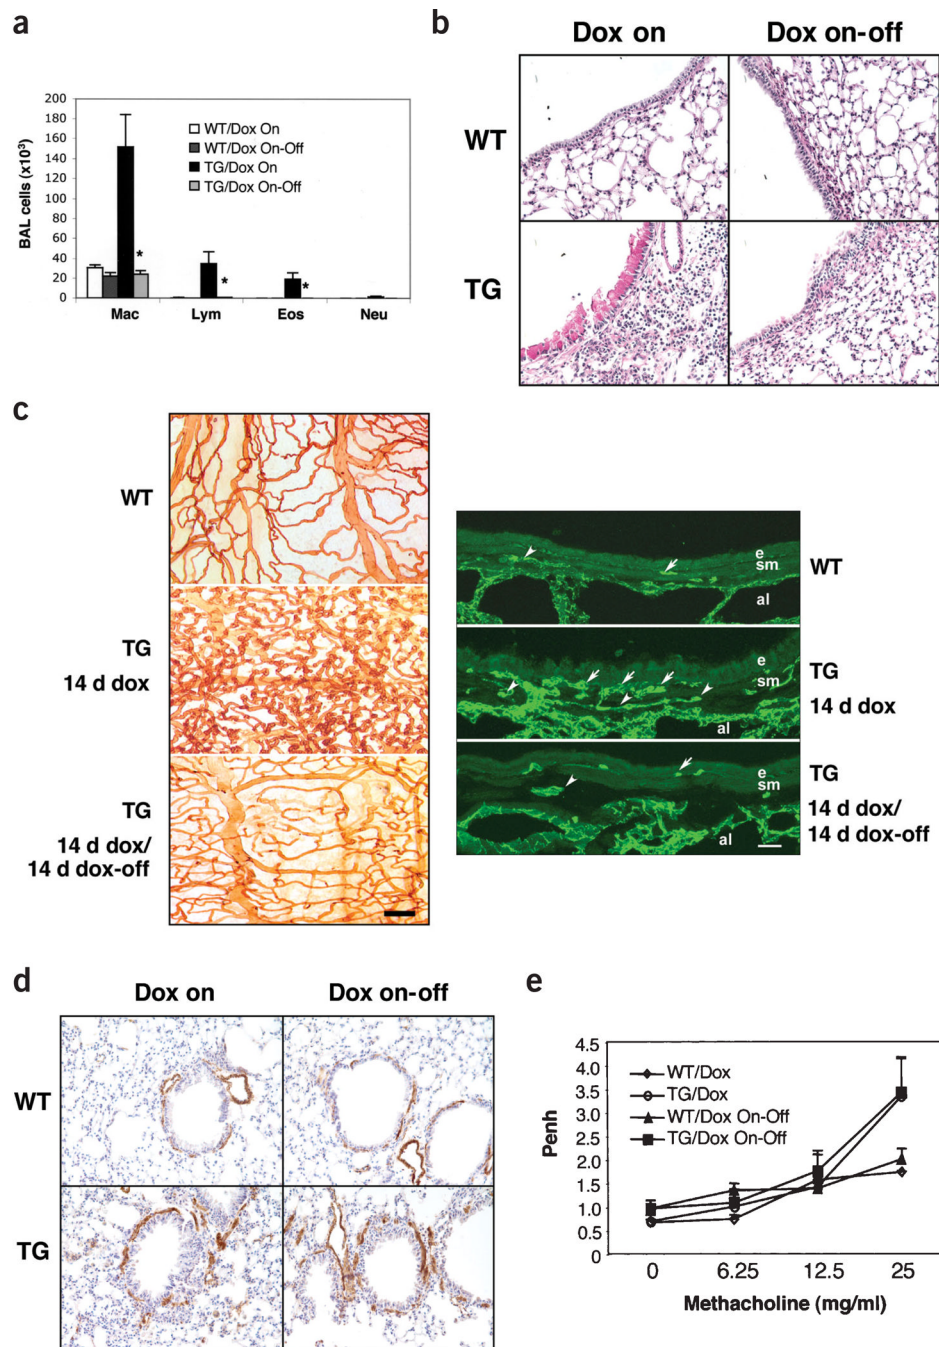 a
BAL cells (x10³)
200
180
160
140
120
100
80
60
40
20
0
WT/Dox On
WT/Dox On-Off
TG/Dox On
TG/Dox On-Off
*
*
*
Mac Lym Eos Neu
b
Dox on Dox on-off
WT
TG
c
WT
TG
14 d dox
TG
14 d dox/
14 d dox-off
e
sm
al
WT
e
sm
al
TG
14 d dox
e
sm
al
TG
14 d dox/
14 d dox-off
d
Dox on Dox on-off
WT
TG
e
Penh
4.5
4.0
3.5
3.0
2.5
2.0
1.5
1.0
0.5
0
WT/Dox
TG/Dox
WT/Dox On-Off
TG/Dox On-Off
0 6.25 12.5 25
Methacholine (mg/ml)